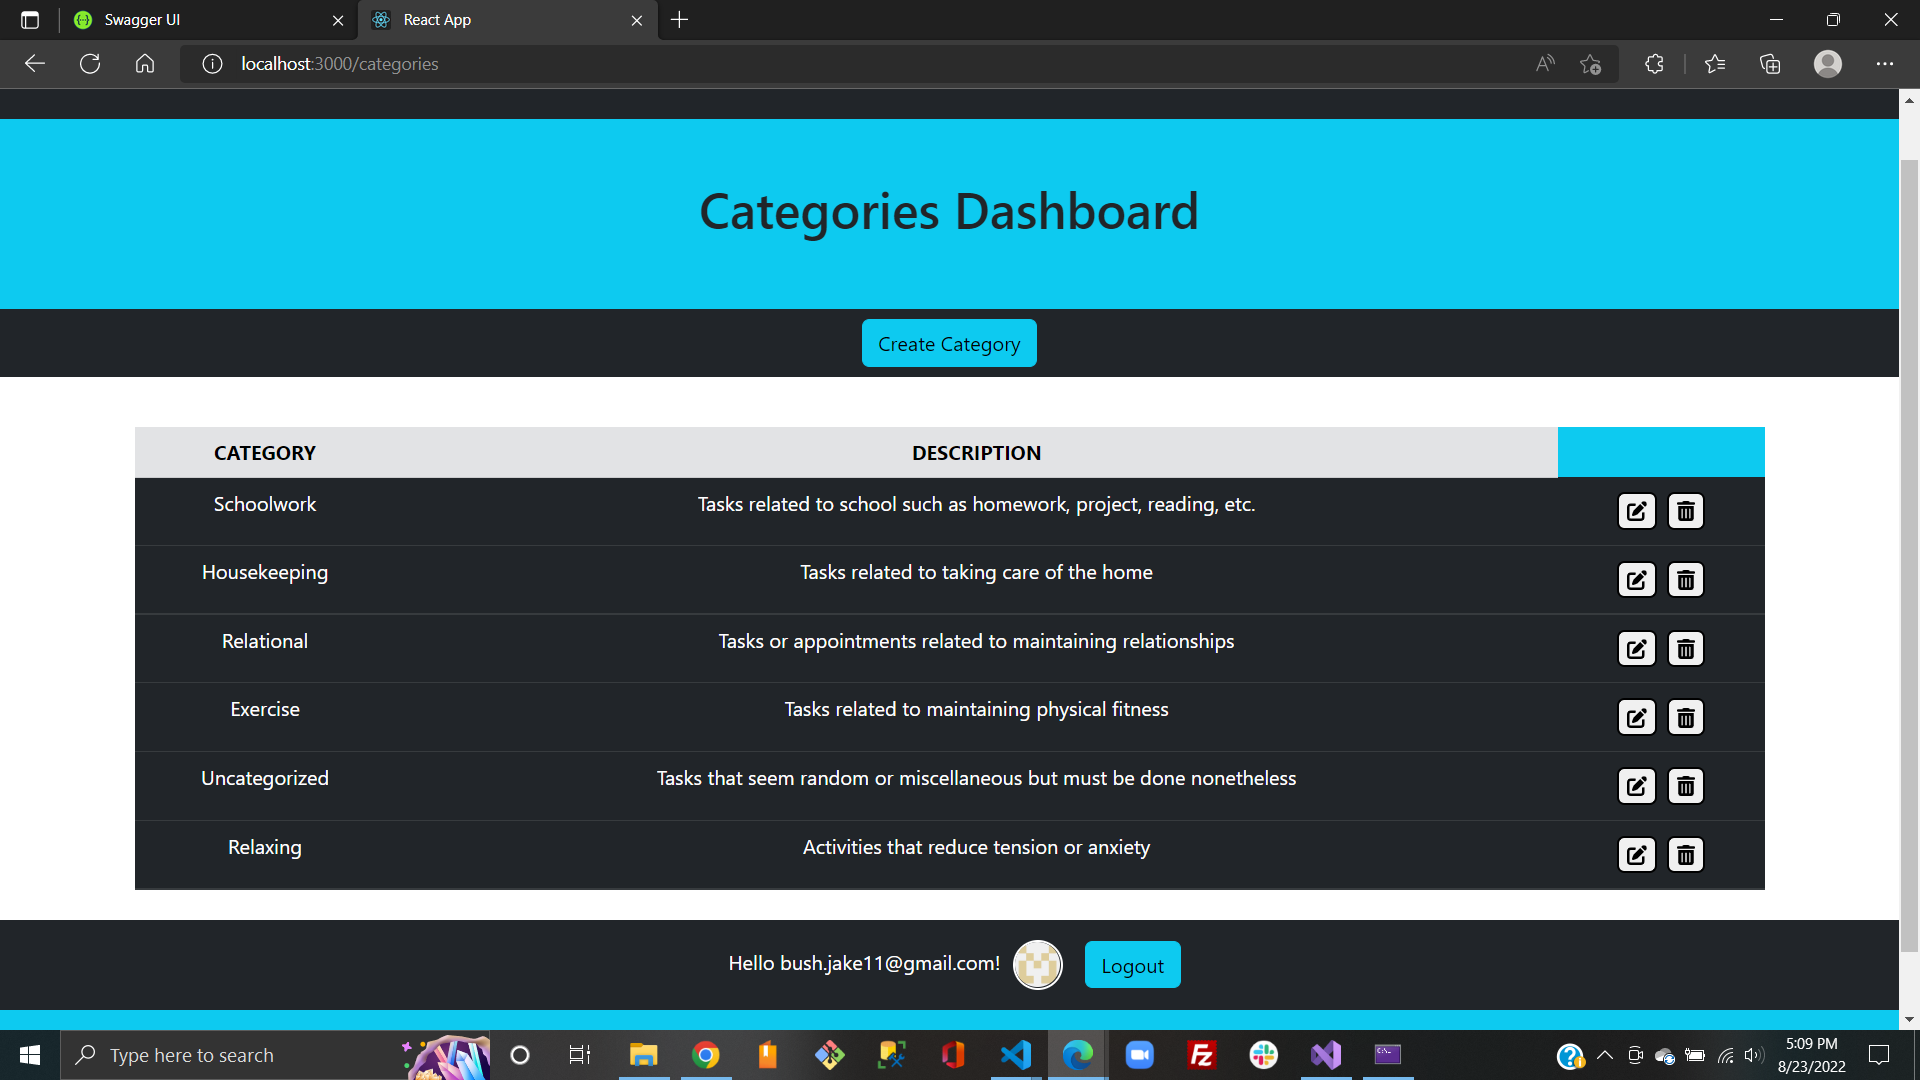 Swagger UI
React App
localhost:3000/categories
Categories Dashboard
Create Category
CATEGORY DESCRIPTION
Schoolwork Tasks related to school such as homework, project, reading, etc.
Housekeeping Tasks related to taking care of the home
Relational Tasks or appointments related to maintaining relationships
Exercise Tasks related to maintaining physical fitness
Uncategorized Tasks that seem random or miscellaneous but must be done nonetheless
Relaxing Activities that reduce tension or anxiety
Hello bush.jake11@gmail.com! Logout
Type here to search
5:09 PM
8/23/2022